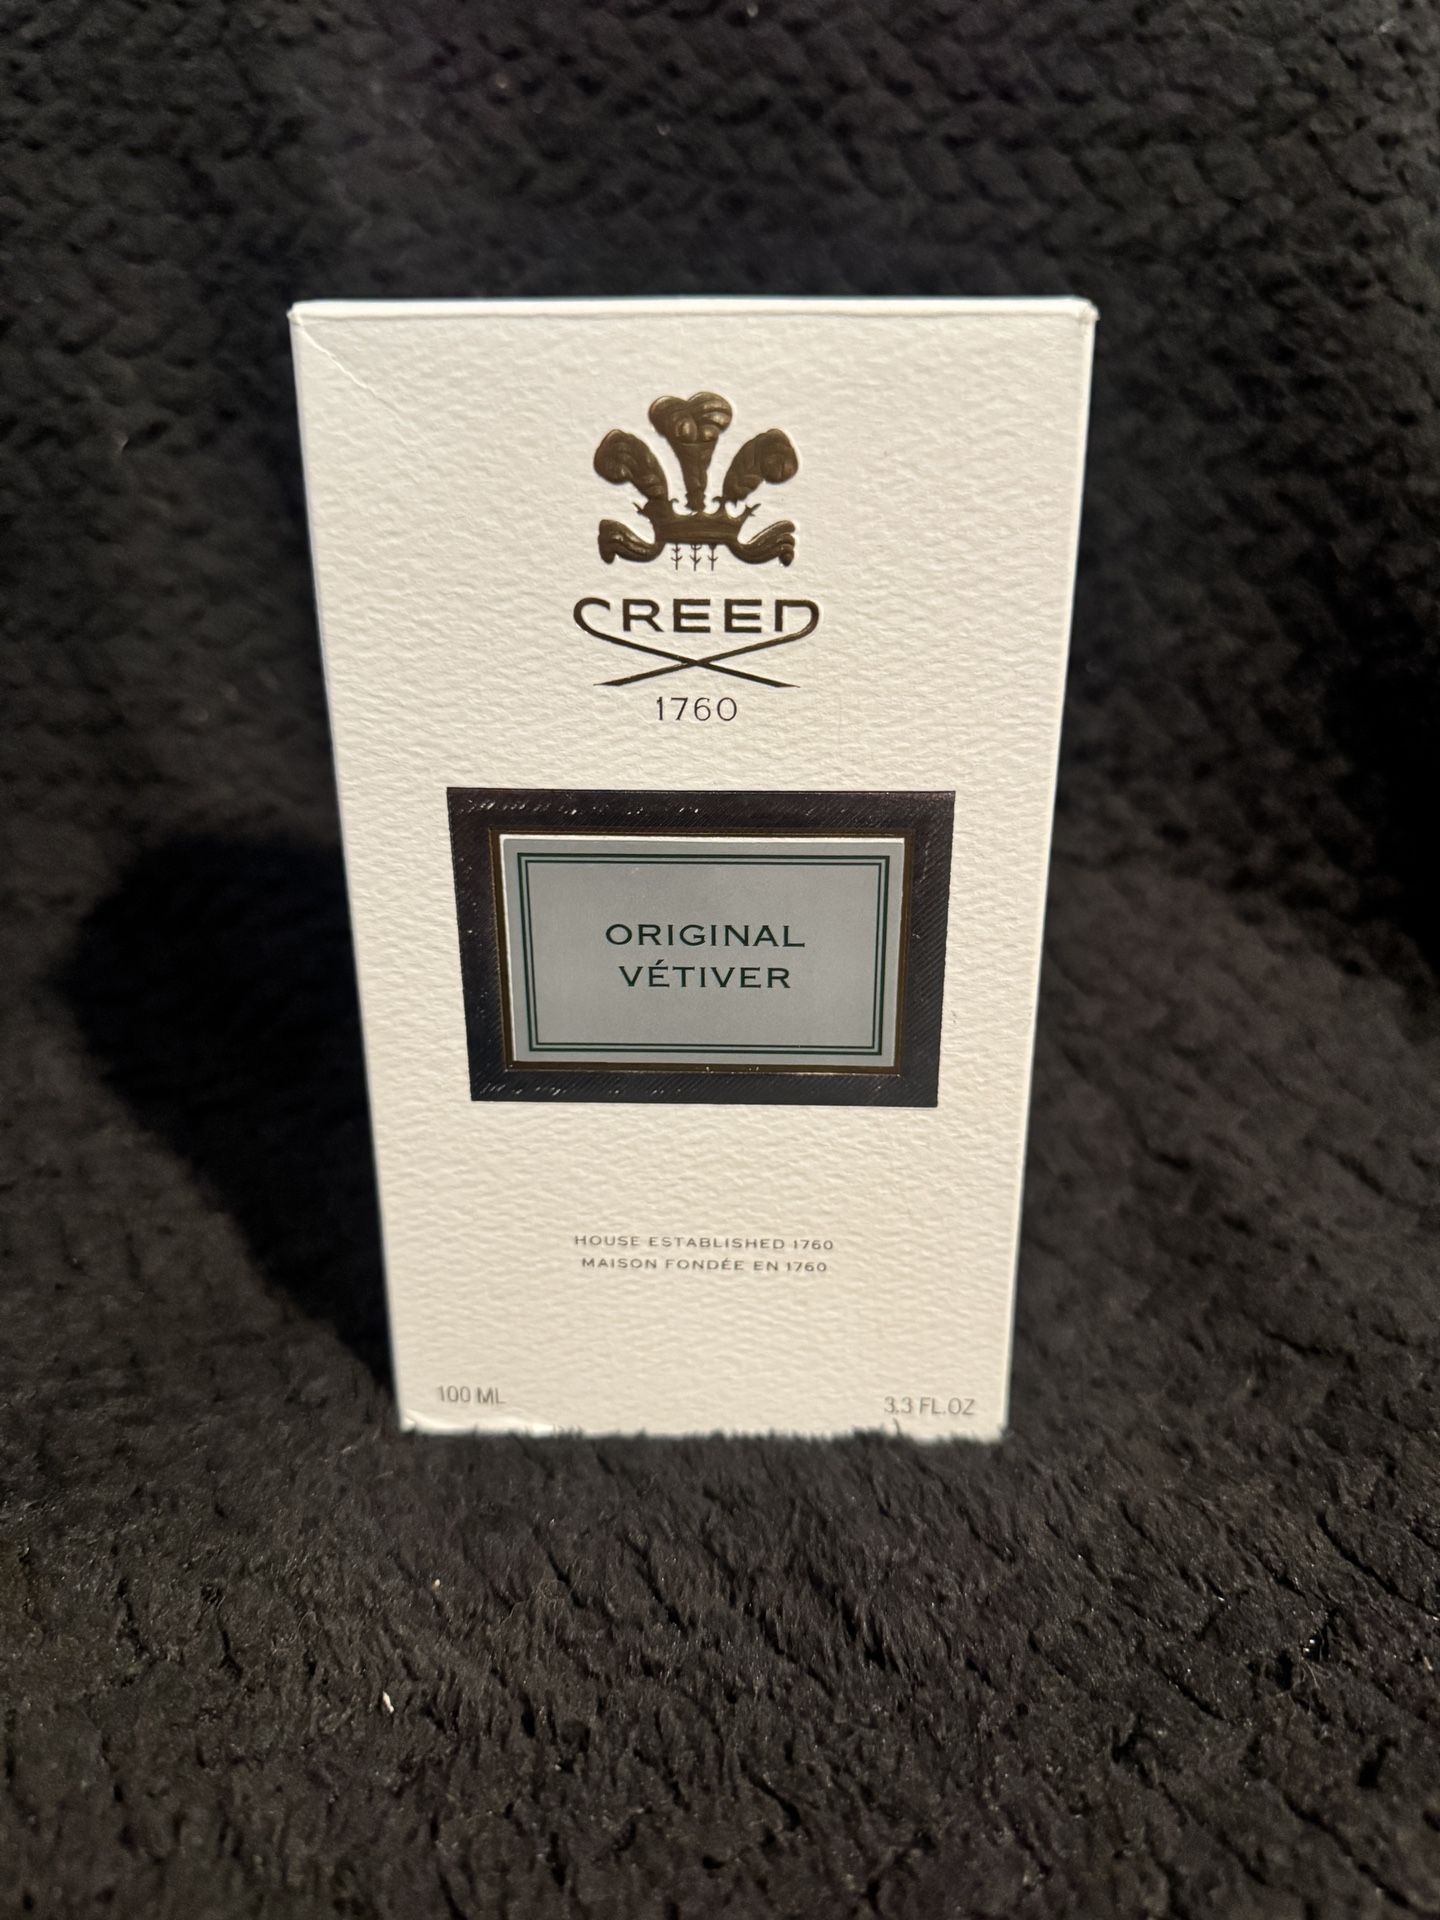 CREED
1760
ORIGINAL
VÉTIVER
HOUSE ESTABLISHED 1760
MAISON FONDÉE EN 1760
100 ML
3.3 FL.OZ